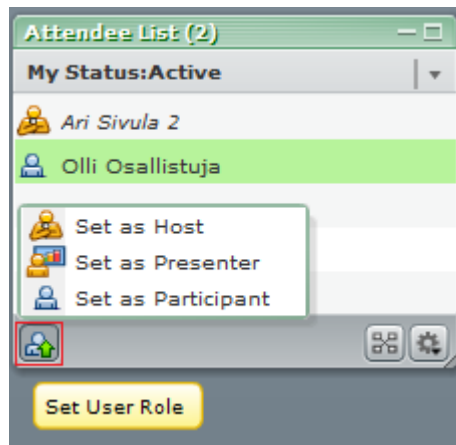 Attendee List (2)
My Status:Active
Ari Sivula 2
Olli Osallistuja
Set as Host
Set as Presenter
Set as Participant
Set User Role